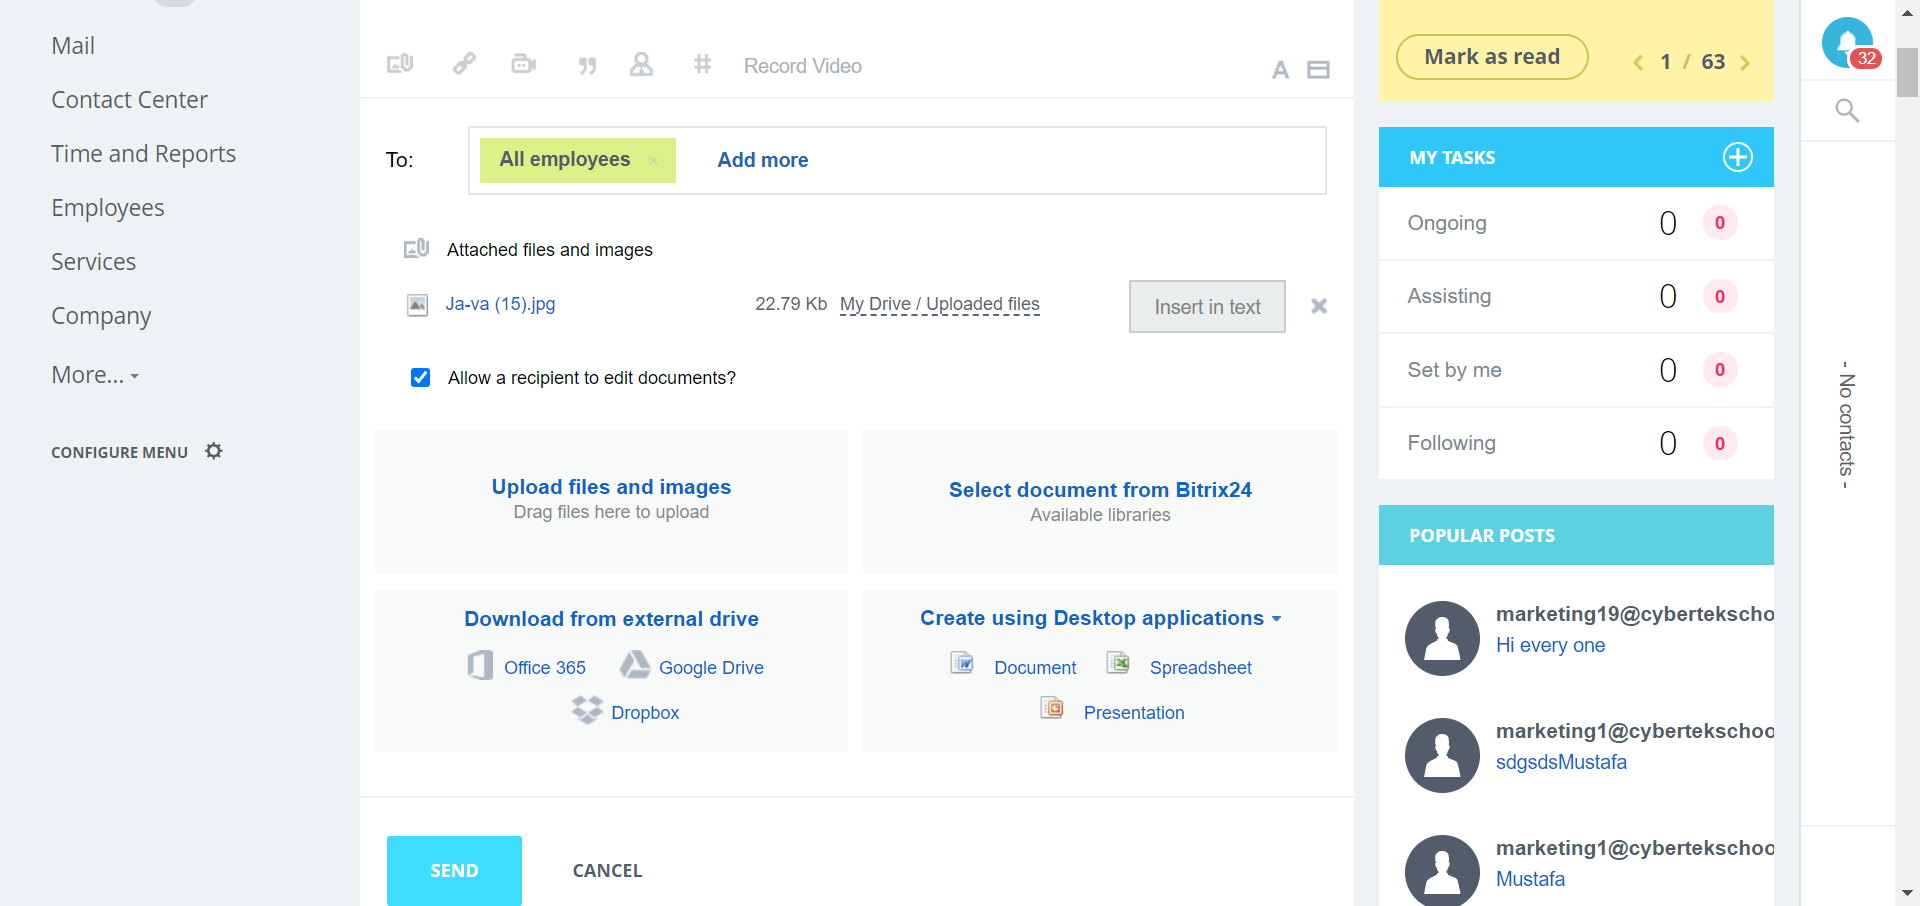 Mail
Contact Center
Time and Reports
Employees
Services
Company
More...
CONFIGURE MENU
Record Video
A
To:
All employees ×
Add more
Attached files and images
Ja-va (15).jpg
22.79 Kb
My Drive / Uploaded files
Insert in text
Allow a recipient to edit documents?
Upload files and images
Drag files here to upload
Select document from Bitrix24
Available libraries
Download from external drive
Office 365
Google Drive
Dropbox
Create using Desktop applications
Document
Spreadsheet
Presentation
SEND
CANCEL
Mark as read
1 / 63
MY TASKS
Ongoing 0 0
Assisting 0 0
Set by me 0 0
Following 0 0
POPULAR POSTS
marketing19@cybertekschoo
Hi every one
marketing1@cybertekschoo
sdgsdsMustafa
marketing1@cybertekschoo
Mustafa
32
- No contacts -